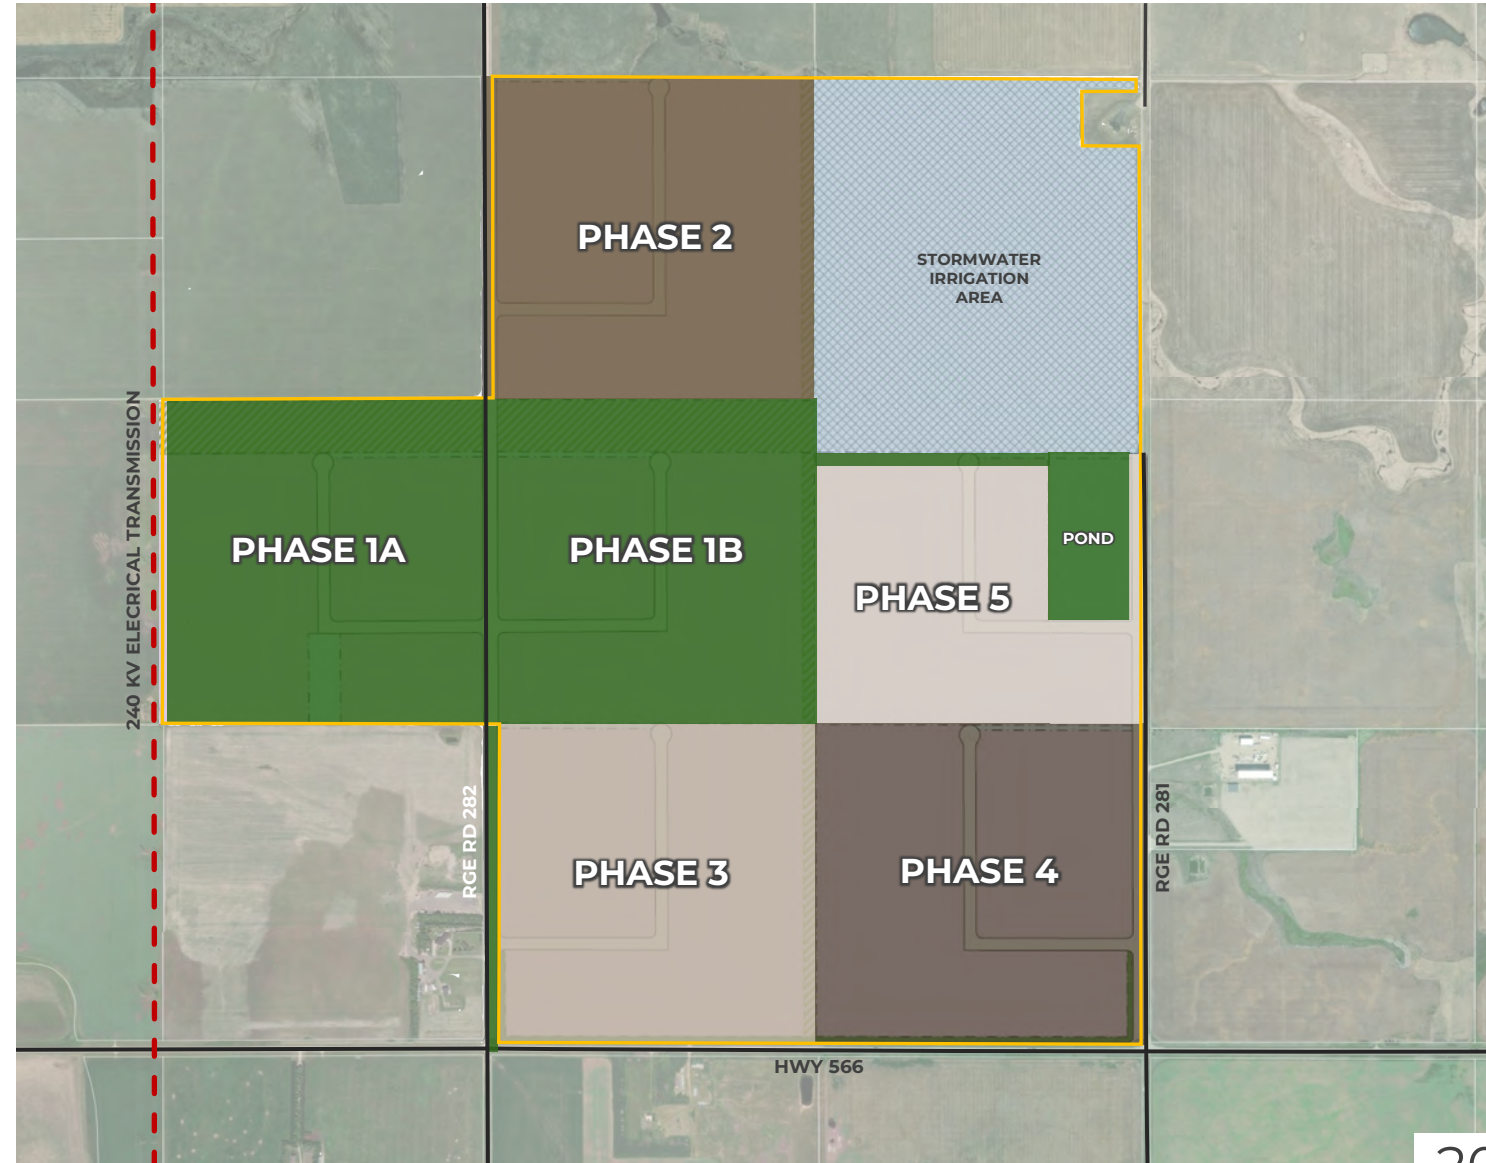 PHASE 2
STORMWATER
IRRIGATION
AREA
240 KV ELECRICAL TRANSMISSION
PHASE 1A
PHASE 1B
POND
PHASE 5
RGE RD 282
PHASE 3
PHASE 4
RGE RD 281
HWY 566